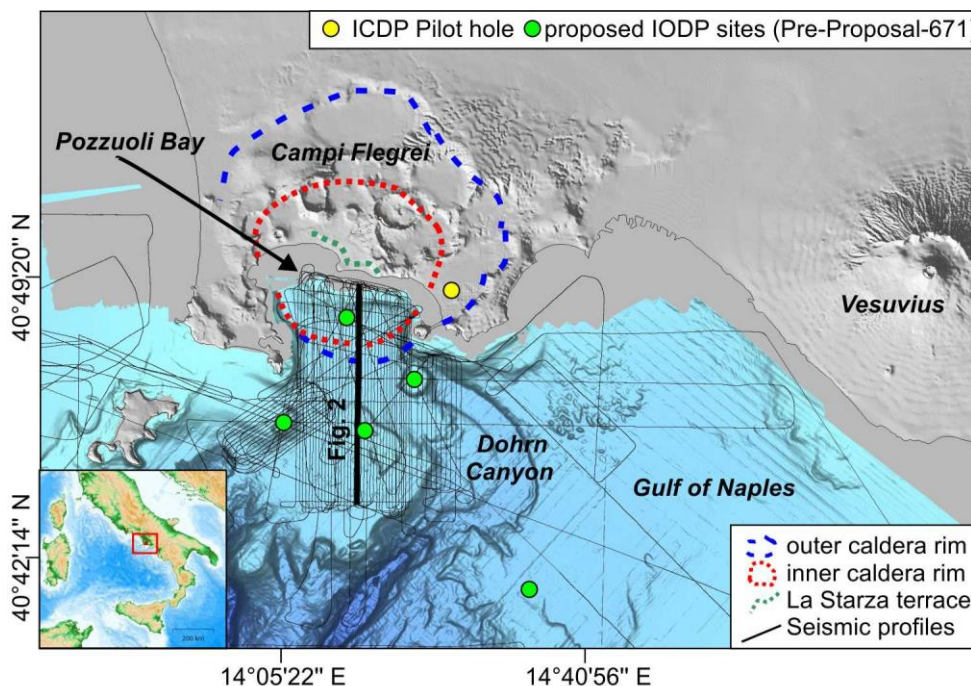 ICDP Pilot hole proposed IODP sites (Pre-Proposal-671)
Pozzuoli Bay
Campi Flegrei
40°49'20" N
Vesuvius
Fig. 2
Dohrn
Canyon
Gulf of Naples
40°42'14" N
outer caldera rim
inner caldera rim
La Starza terrace
Seismic profiles
200 km
14°05'22" E
14°40'56" E